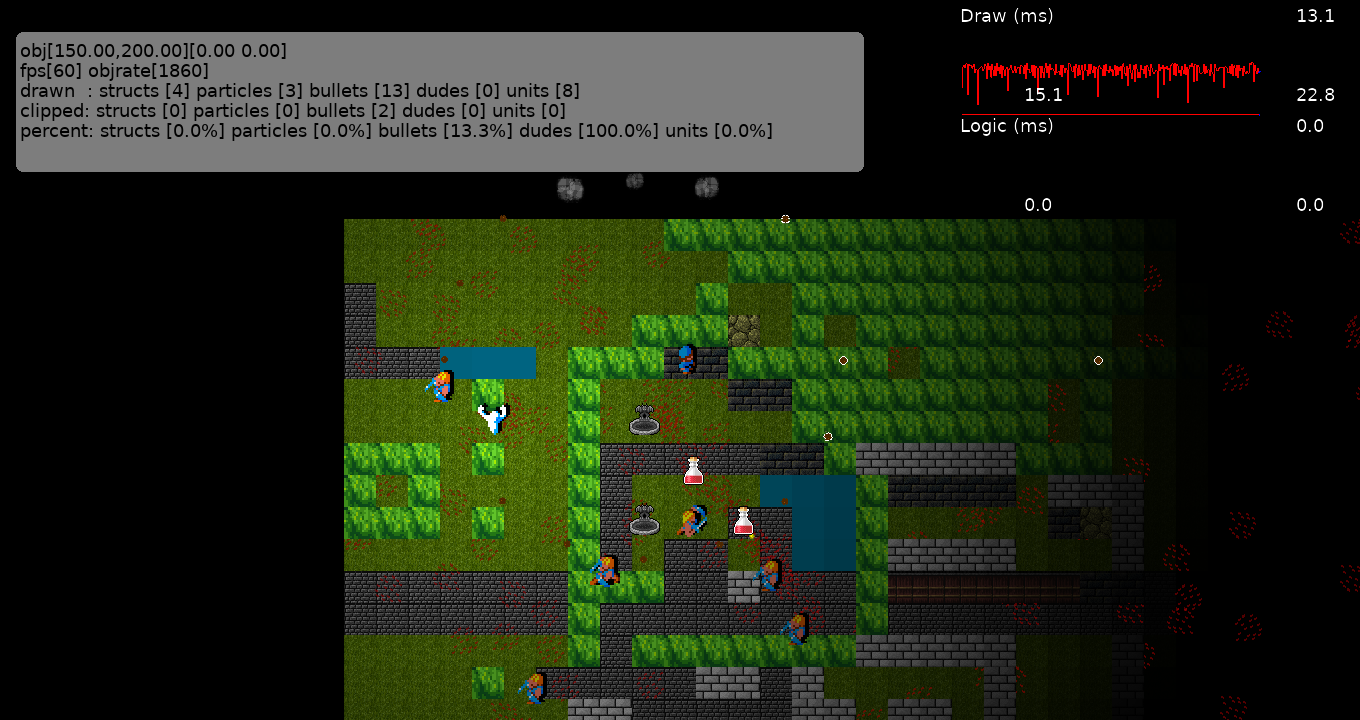 Draw (ms) 13.1
obj[150.00,200.00][0.00 0.00]
fps[60] objrate[1860]
drawn  : structs [4] particles [3] bullets [13] dudes [0] units [8]
15.1 22.8
clipped: structs [0] particles [0] bullets [2] dudes [0] units [0]
Logic (ms) 0.0
percent: structs [0.0%] particles [0.0%] bullets [13.3%] dudes [100.0%] units [0.0%]
0.0 0.0